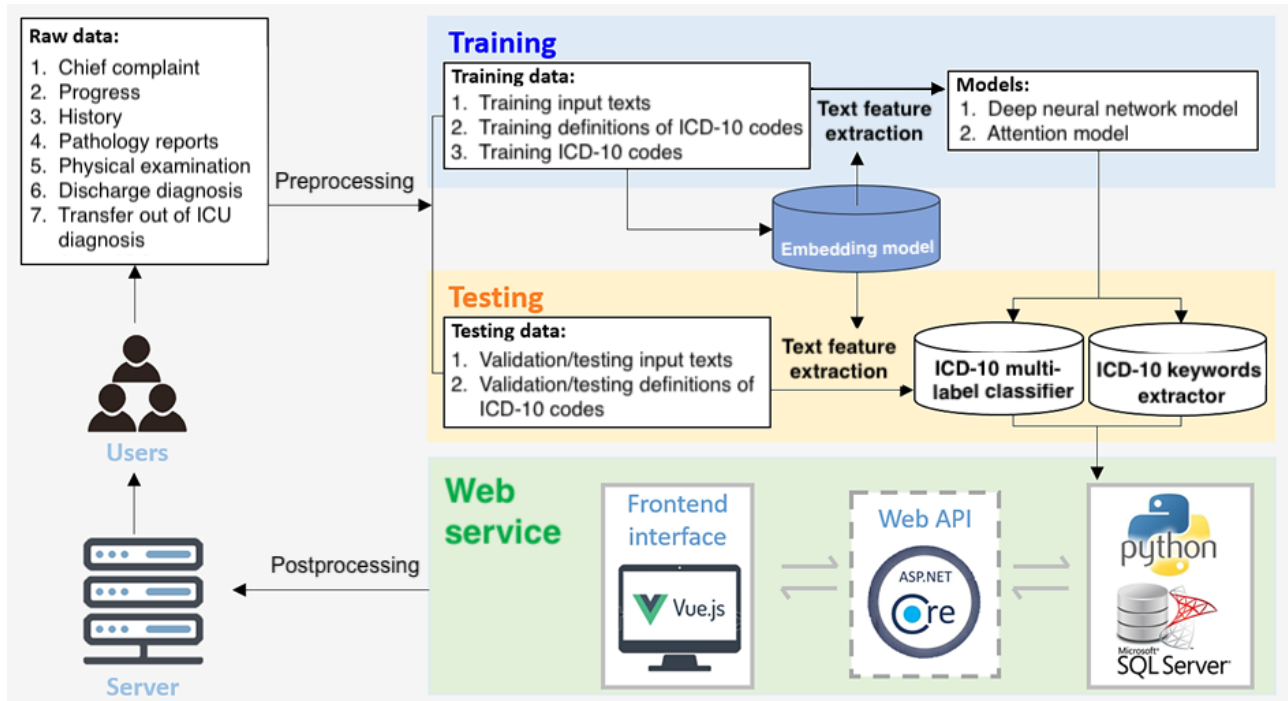 Raw data:
1. Chief complaint
2. Progress
3. History
4. Pathology reports
5. Physical examination
6. Discharge diagnosis
7. Transfer out of ICU
diagnosis
Preprocessing
Training
Training data:
1. Training input texts
2. Training definitions of ICD-10 codes
3. Training ICD-10 codes
Text feature
extraction
Models:
1. Deep neural network model
2. Attention model
Embedding model
Testing
Testing data:
1. Validation/testing input texts
2. Validation/testing definitions of
ICD-10 codes
Text feature
extraction
ICD-10 multi-
label classifier
ICD-10 keywords
extractor
Users
Web
service
Frontend
interface
Vue.js
Web API
ASP.NET
Core
python
Microsoft®
SQL Server®
Postprocessing
Server